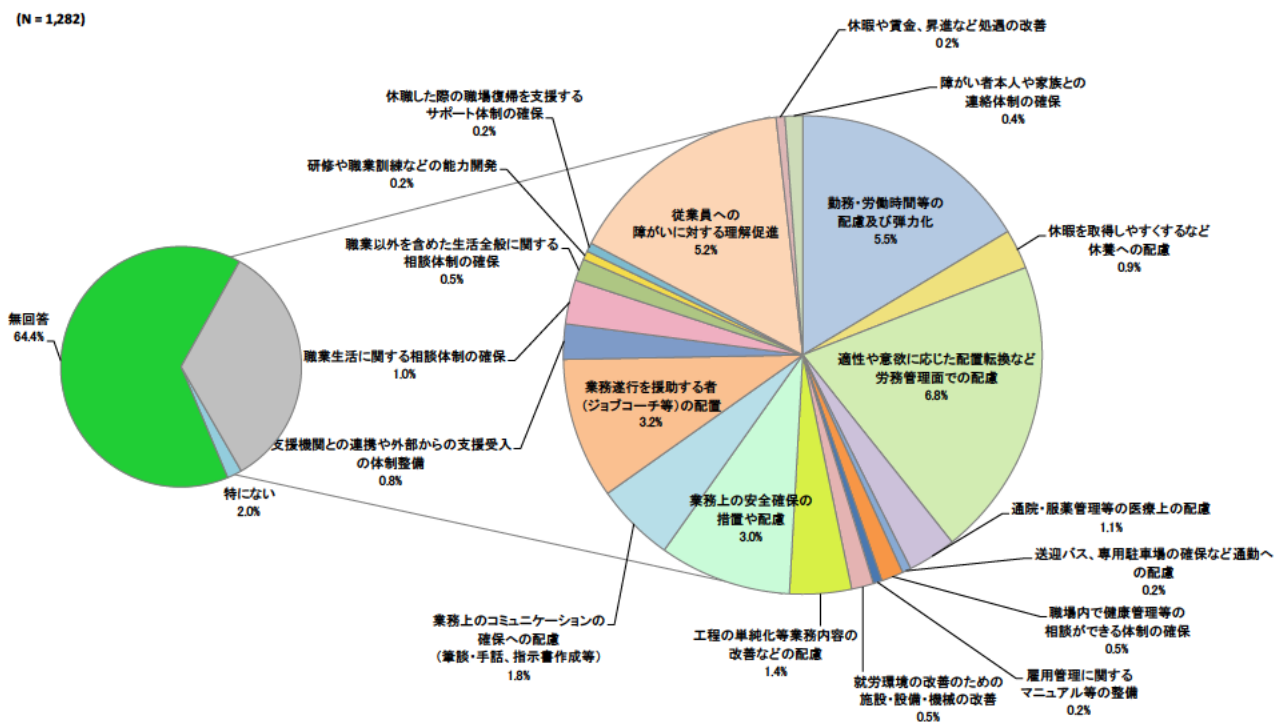 (N = 1,282)
休暇や賃金、昇進など処遇の改善
0 2%
障がい者本人や家族との
連絡体制の確保
0.4%
休職した際の職場復帰を支援する
サポート体制の確保
0.2%
研修や職業訓練などの能力開発
0.2%
職業以外を含めた生活全般に関する
相談体制の確保
0.5%
従業員への
障がいに対する理解促進
5.2%
勤務・労働時間等の
配慮及び弾力化
5.5%
休暇を取得しやすくするなど
休養への配慮
0.9%
無回答
64.4%
職業生活に関する相談体制の確保
1.0%
適性や意欲に応じた配置転換など
労務管理面での配慮
6.8%
業務遂行を援助する者
(ジョブコーチ等)の配置
3.2%
支援機関との連携や外部からの支援受入
の体制整備
0.8%
特にない
2.0%
業務上の安全確保の
措置や配慮
3.0%
通院・服薬管理等の医療上の配慮
1.1%
送迎バス、専用駐車場の確保など通勤へ
の配慮
0.2%
職場内で健康管理等の
相談ができる体制の確保
0.5%
業務上のコミュニケーションの
確保への配慮
(筆談・手話、指示書作成等)
1.8%
工程の単純化等業務内容の
改善などの配慮
1.4%
就労環境の改善のための
施設・設備・機械の改善
0.5%
雇用管理に関する
マニュアル等の整備
0.2%